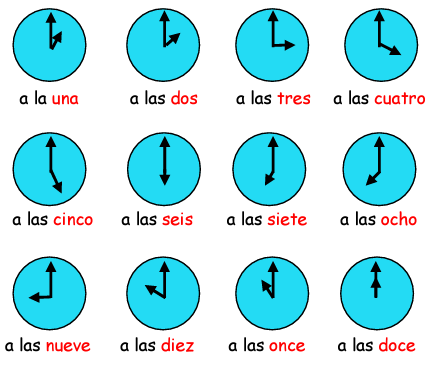 a la una
a las dos
a las tres
a las cuatro
a las cinco
a las seis
a las siete
a las ocho
a las nueve
a las diez
a las once
a las doce